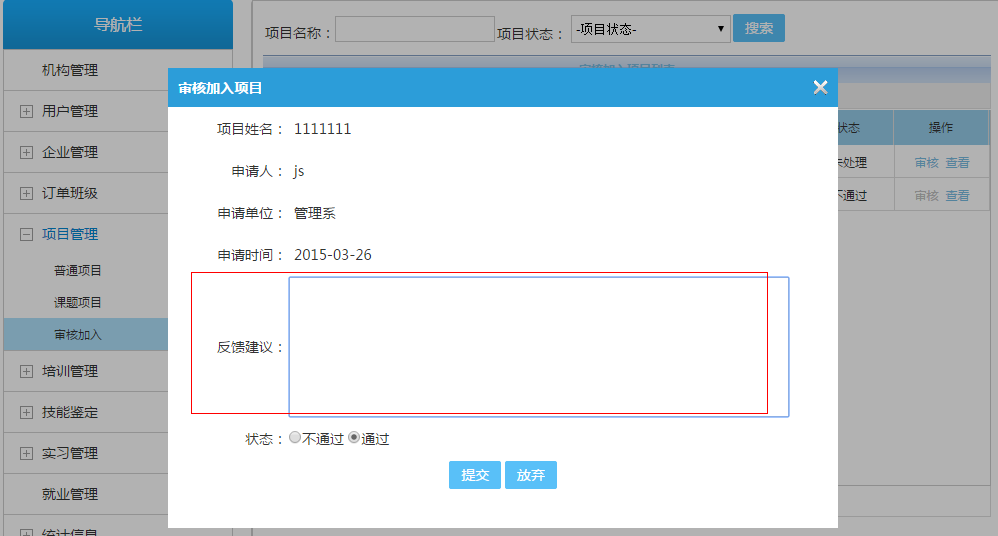 导航栏
机构管理
用户管理
企业管理
订单班级
项目管理
普通项目
课题项目
审核加入
培训管理
技能鉴定
实习管理
就业管理
统计信息
项目名称：
项目状态：
-项目状态-
搜索
审核加入项目
项目姓名： 1111111
申请人： js
申请单位： 管理系
申请时间： 2015-03-26
反馈建议：
状态： 不通过 通过
提交 放弃
状态 操作
处理 审核 查看
不通过 审核 查看